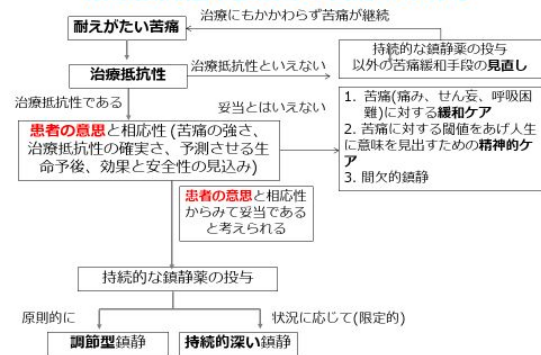 治療にもかかわらず苦痛が継続
耐えがたい苦痛
持続的な鎮静薬の投与
以外の苦痛緩和手段の見直し
治療抵抗性
治療抵抗性といえない
治療抵抗性である
妥当とはいえない
患者の意思と相応性 (苦痛の強さ、
治療抵抗性の確実さ、予測させる生
命予後、効果と安全性の見込み)
1. 苦痛(痛み、せん妄、呼吸困
難)に対する緩和ケア
2. 苦痛に対する閾値をあげ人生
に意味を見出すための精神的ケ
ア
3. 間欠的鎮静
患者の意思と相応性
からみて妥当である
と考えられる
持続的な鎮静薬の投与
原則的に
状況に応じて(限定的)
調節型鎮静
持続的深い鎮静